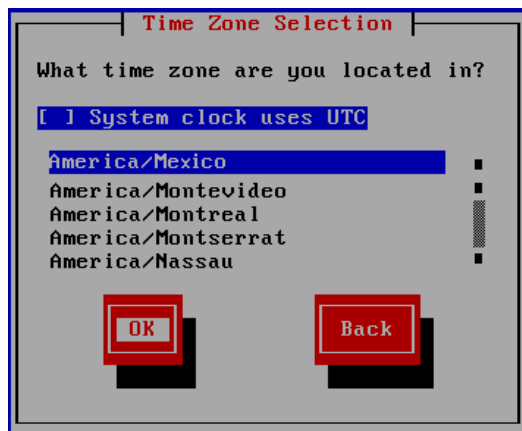 Time Zone Selection
What time zone are you located in?
[ ] System clock uses UTC
America/Mexico
America/Montevideo
America/Montreal
America/Montserrat
America/Nassau
OK Back